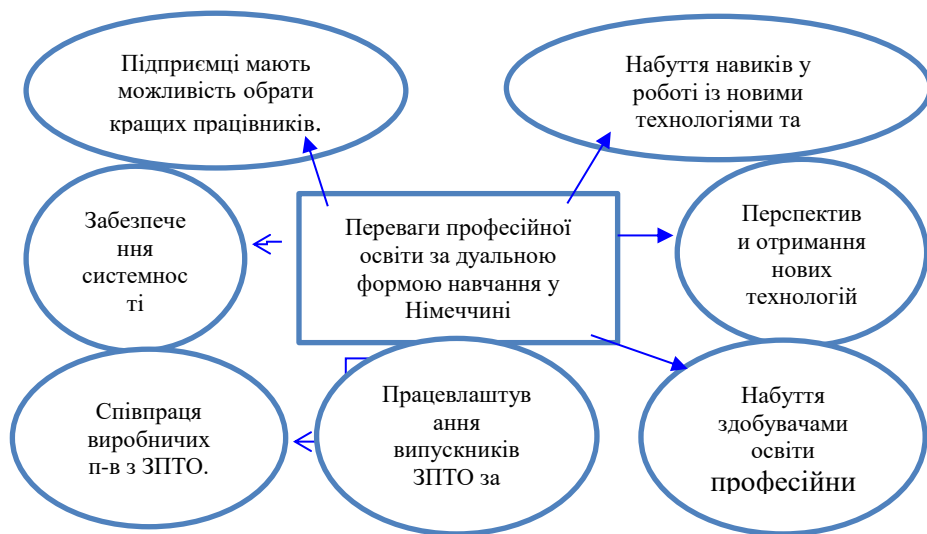 Підприємці мають
можливість обрати
кращих працівників.
Набуття навиків у
роботі із новими
технологіями та
Забезпече
ння
системнос
ті
Переваги професійної
освіти за дуальною
формою навчання у
Німеччині
Перспектив
и отримання
нових
технологій
Співпраця
виробничих
п-в з ЗПТО.
Працевлаштув
ання
випускників
ЗПТО за
Набуття
здобувачами
освіти
професійни